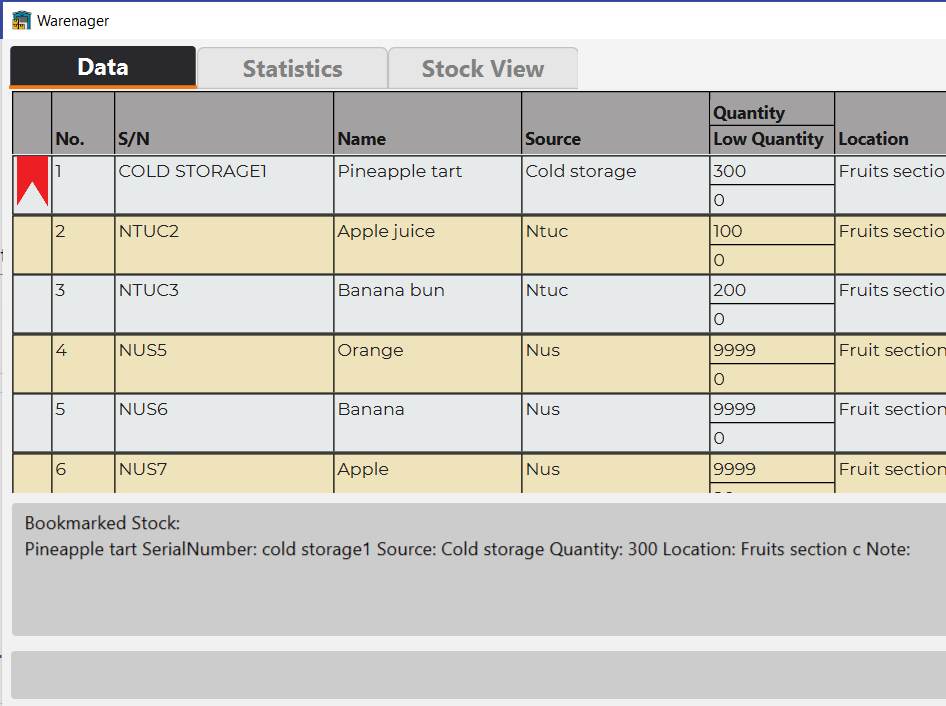 Warenager
Data Statistics Stock View
No. S/N Name Source Quantity Low Quantity Location
1 COLD STORAGE1 Pineapple tart Cold storage 300 Fruits sectio
0
2 NTUC2 Apple juice Ntuc 100 Fruits sectio
0
3 NTUC3 Banana bun Ntuc 200 Fruits sectio
0
4 NUS5 Orange Nus 9999 Fruit section
0
5 NUS6 Banana Nus 9999 Fruit section
0
6 NUS7 Apple Nus 9999 Fruit section
Bookmarked Stock:
Pineapple tart SerialNumber: cold storage1 Source: Cold storage Quantity: 300 Location: Fruits section c Note: